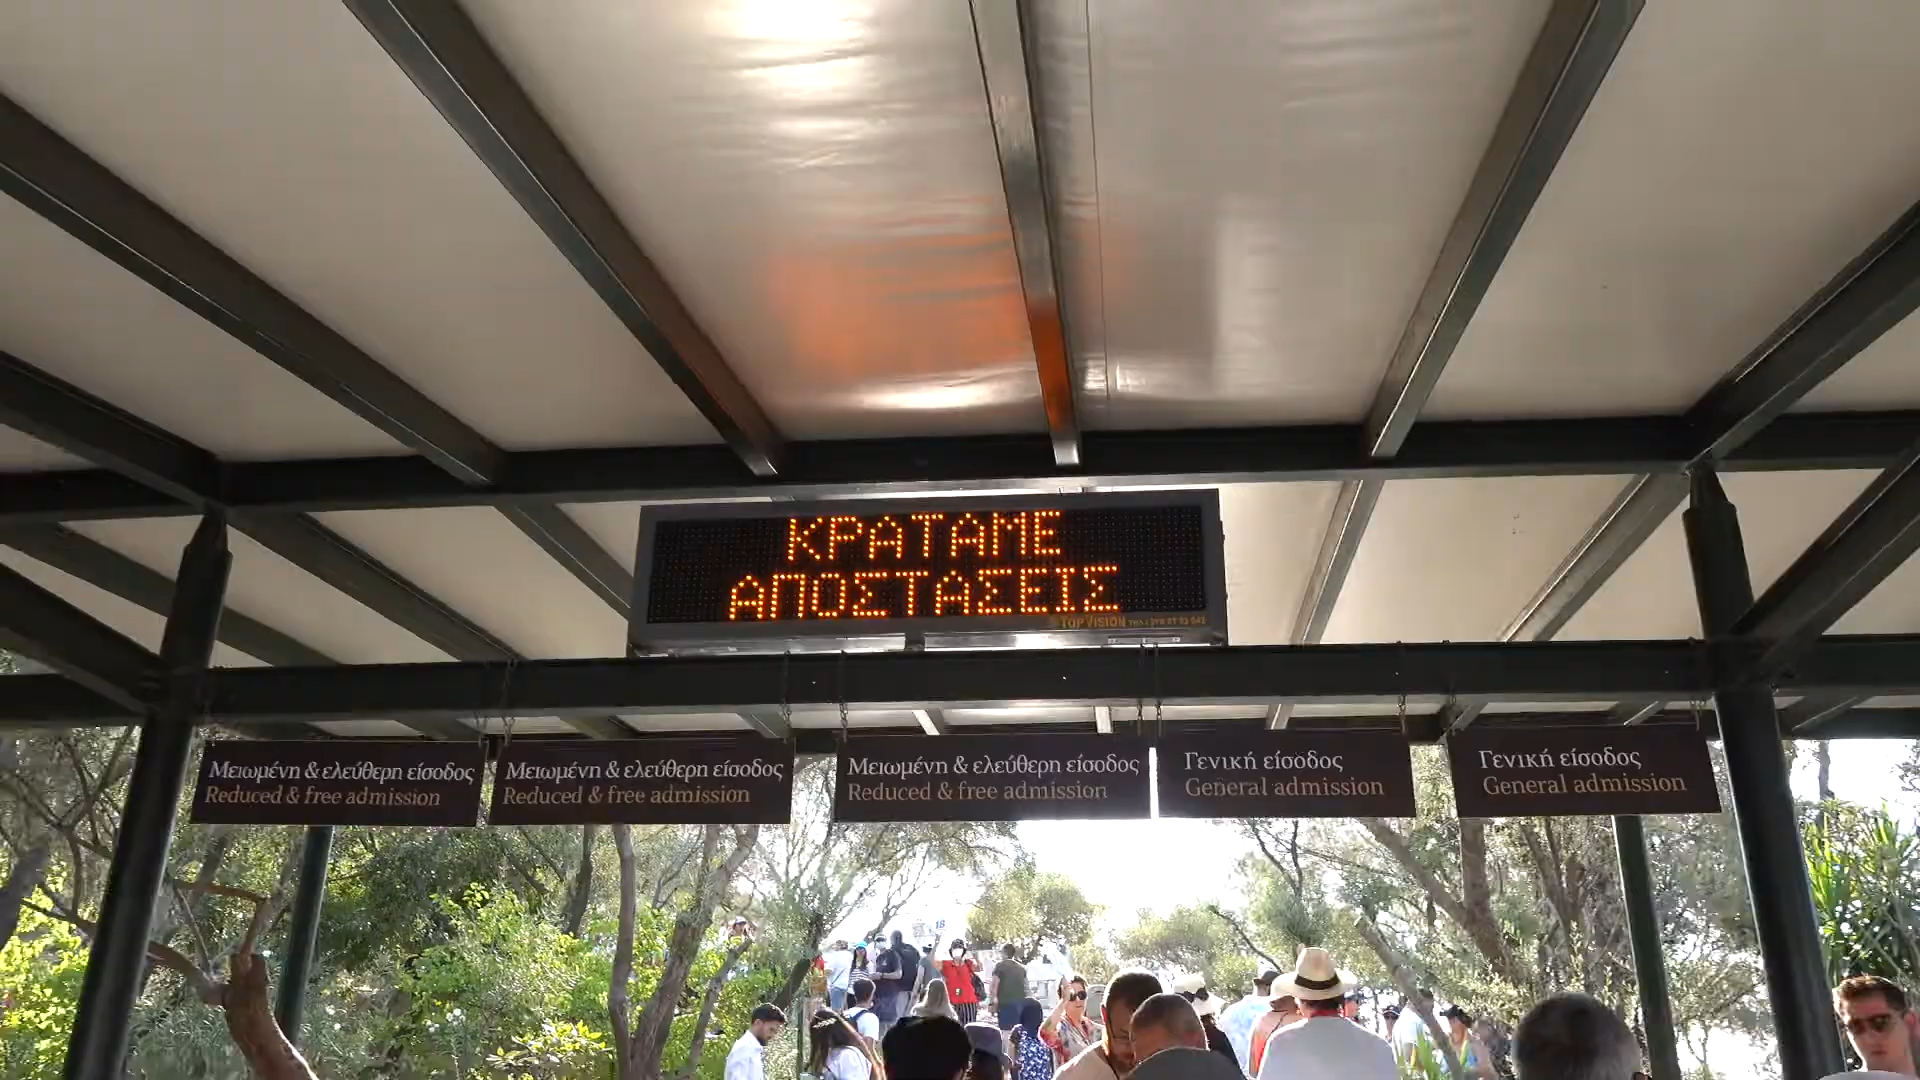 ΚΡΑΤΑΜΕ
ΑΠΟΣΤΑΣΕΙΣ
TOP VISION
Μειωμένη & ελεύθερη είσοδος
Reduced & free admission
Μειωμένη & ελεύθερη είσοδος
Reduced & free admission
Μειωμένη & ελεύθερη είσοδος
Reduced & free admission
Γενική είσοδος
General admission
Γενική είσοδος
General admission
18